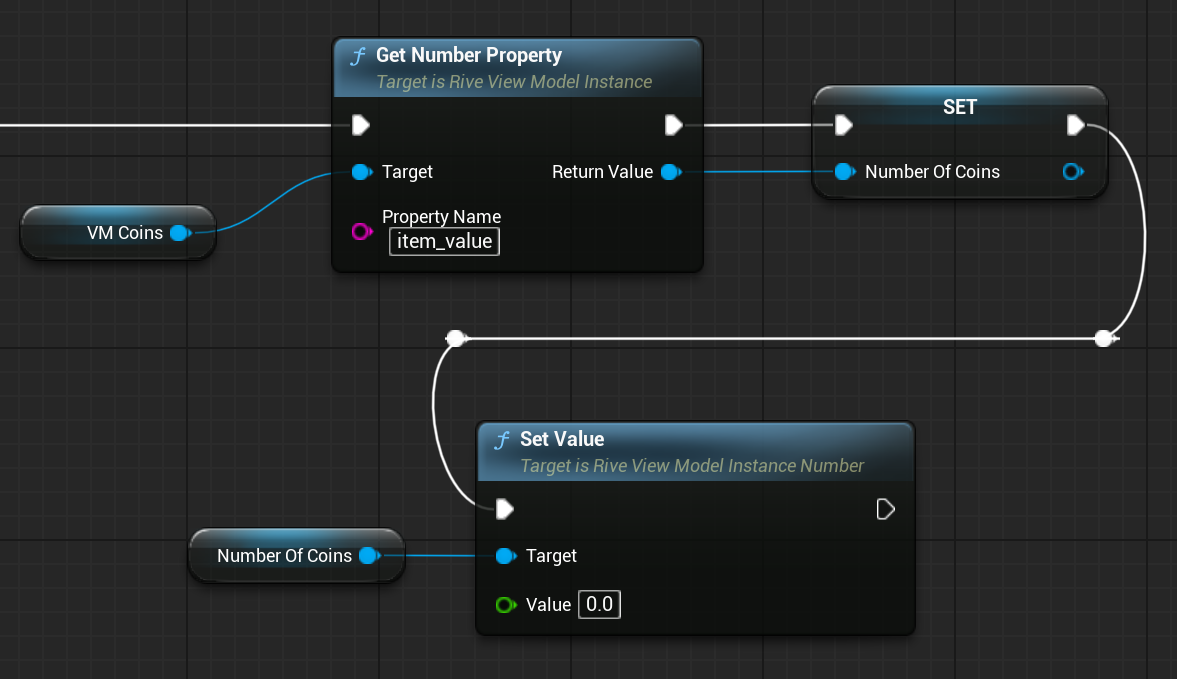 Get Number Property
Target is Rive View Model Instance
SET
Target
Return Value
Number Of Coins
Property Name
item_value
VM Coins
Set Value
Target is Rive View Model Instance Number
Number Of Coins
Target
Value 0.0